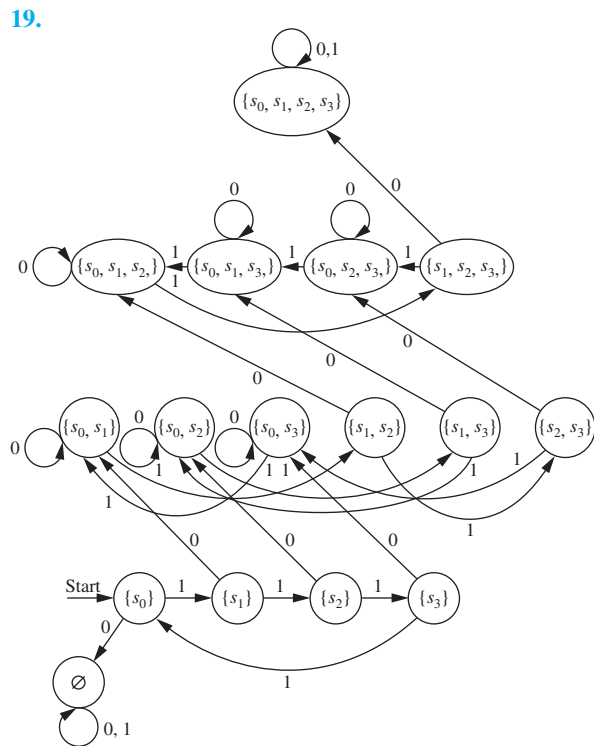 19.
0,1
{s0, s1, s2, s3}
0
0 0
1 1 1
0 {s0, s1, s2,} {s0, s1, s3,} {s0, s2, s3,} {s1, s2, s3,}
1
0 0 0
{s0, s1} {s0, s2} {s0, s3} {s1, s2} {s1, s3} {s2, s3}
0 0 0
1 1 1 1 1
1 1
0 0 0
Start
{s0} 1 {s1} 1 {s2} 1 {s3}
0
1
∅
0, 1